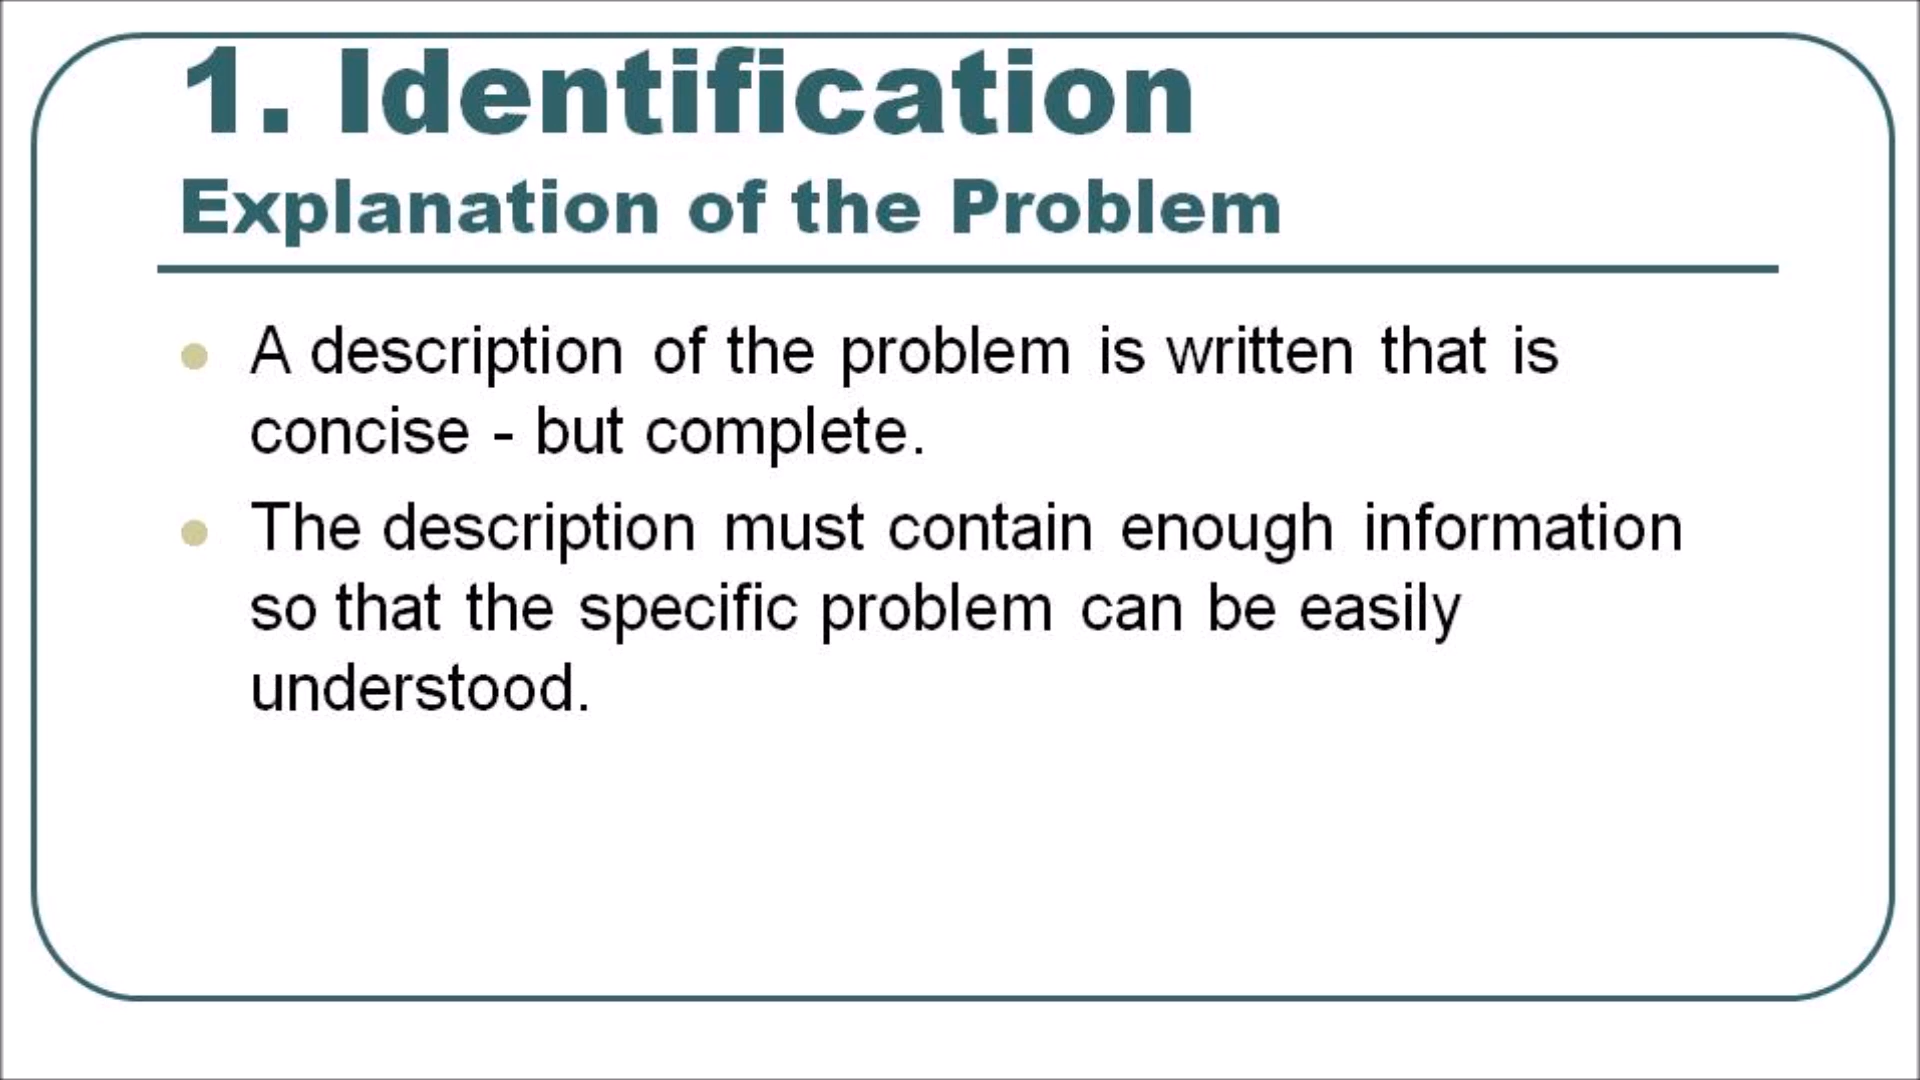 1. Identification
Explanation of the Problem
A description of the problem is written that is
concise - but complete.
The description must contain enough information
so that the specific problem can be easily
understood.